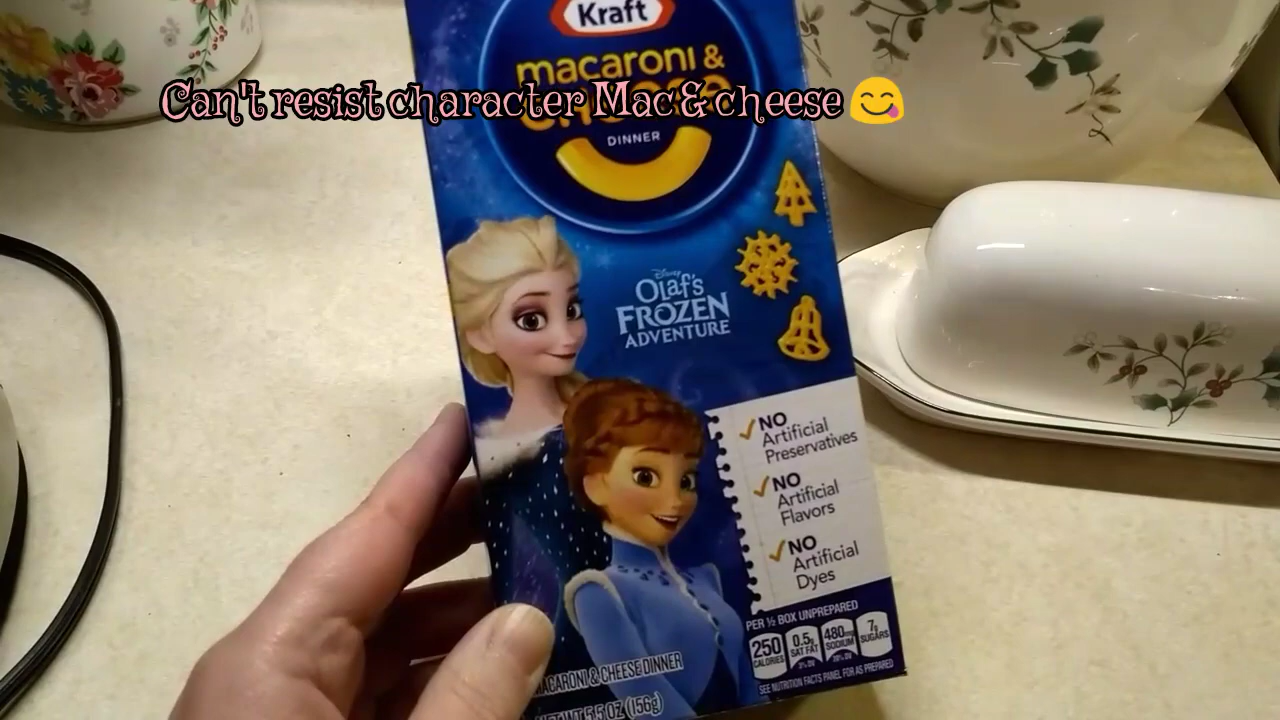 Kraft
macaroni &
Can't resist character Mac & cheese 😋
DINNER
Disney
Olaf's
FROZEN
ADVENTURE
NO
Artificial
Preservatives
NO
Artificial
Flavors
NO
Artificial
Dyes
PER ½ BOX UNPREPARED
250
CALORIES
0.5g
SAT FAT
480mg
SODIUM
7g
SUGARS
SEE NUTRITION FACTS PANEL FOR AS PREPARED
MACARONI & CHEESE DINNER
NET WT 5.5 OZ (156g)